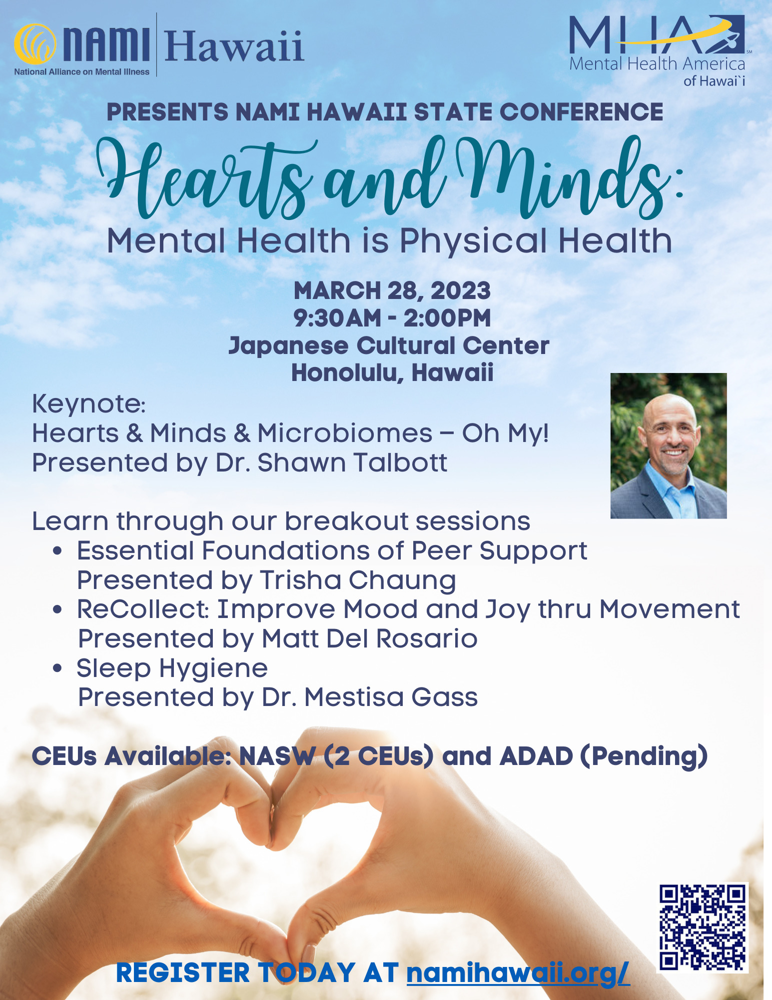 NAMI Hawaii
National Alliance on Mental Illness
MHA SM
Mental Health America
of Hawai`i
PRESENTS NAMI HAWAII STATE CONFERENCE
Hearts and Minds:
Mental Health is Physical Health
MARCH 28, 2023
9:30AM - 2:00PM
Japanese Cultural Center
Honolulu, Hawaii
Keynote:
Hearts & Minds & Microbiomes – Oh My!
Presented by Dr. Shawn Talbott
Learn through our breakout sessions
• Essential Foundations of Peer Support
Presented by Trisha Chaung
• ReCollect: Improve Mood and Joy thru Movement
Presented by Matt Del Rosario
• Sleep Hygiene
Presented by Dr. Mestisa Gass
CEUs Available: NASW (2 CEUs) and ADAD (Pending)
REGISTER TODAY AT namihawaii.org/